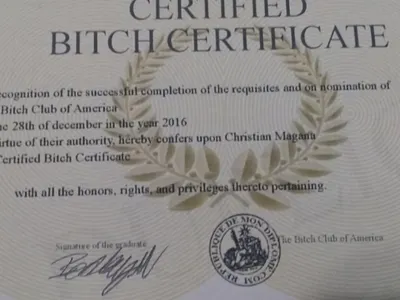 CERTIFIED
BITCH CERTIFICATE
ecognition of the successful completion of the requisites and on nomination of
Bitch Club of America
he 28th of december in the year 2016
virtue of their authority, hereby confers upon Christian Magana
Certified Bitch Certificate
with all the honors, rights, and privileges thereto pertaining.
Signature of the graduate
The Bitch Club of America
REPUBLIQUE DE MON DIPLOME.COM